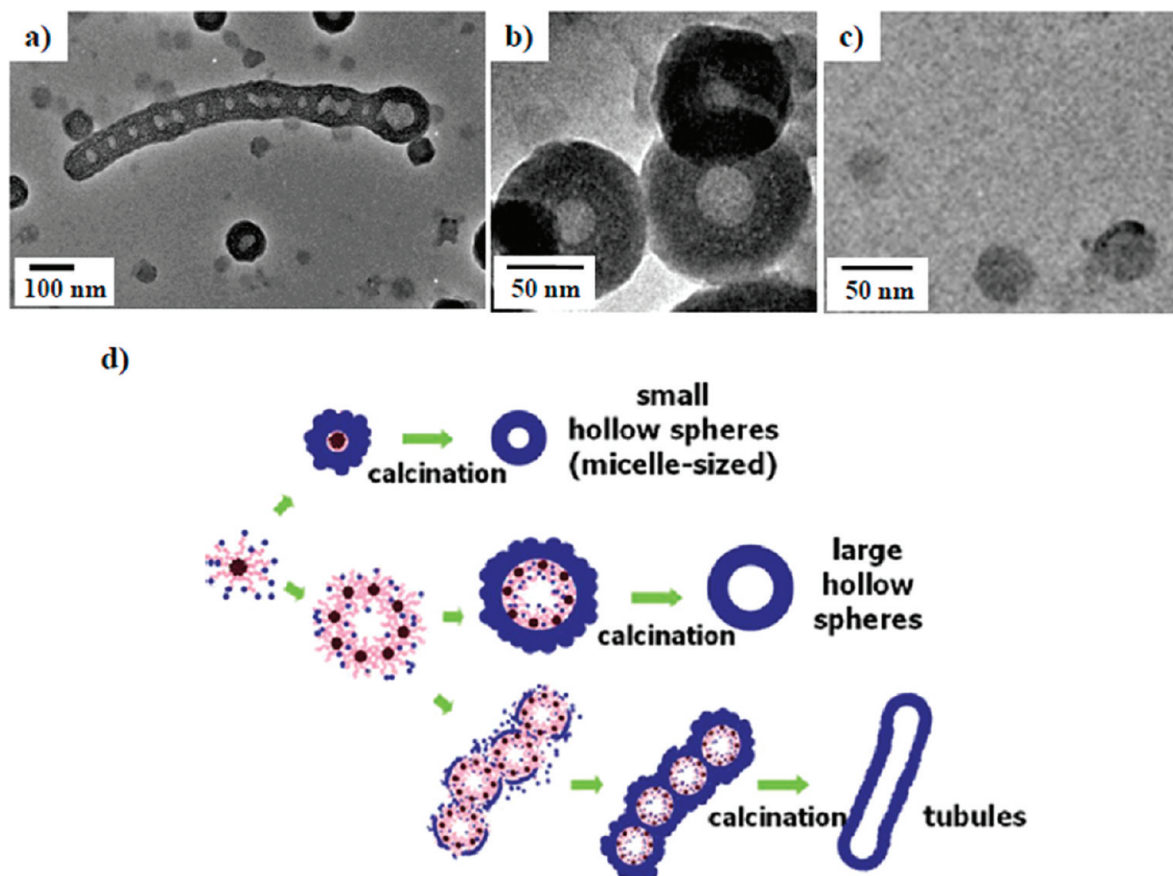 a)
b)
c)
100 nm
50 nm
50 nm
d)
small
hollow spheres
(micelle-sized)
calcination
large
hollow
spheres
calcination
calcination
tubules